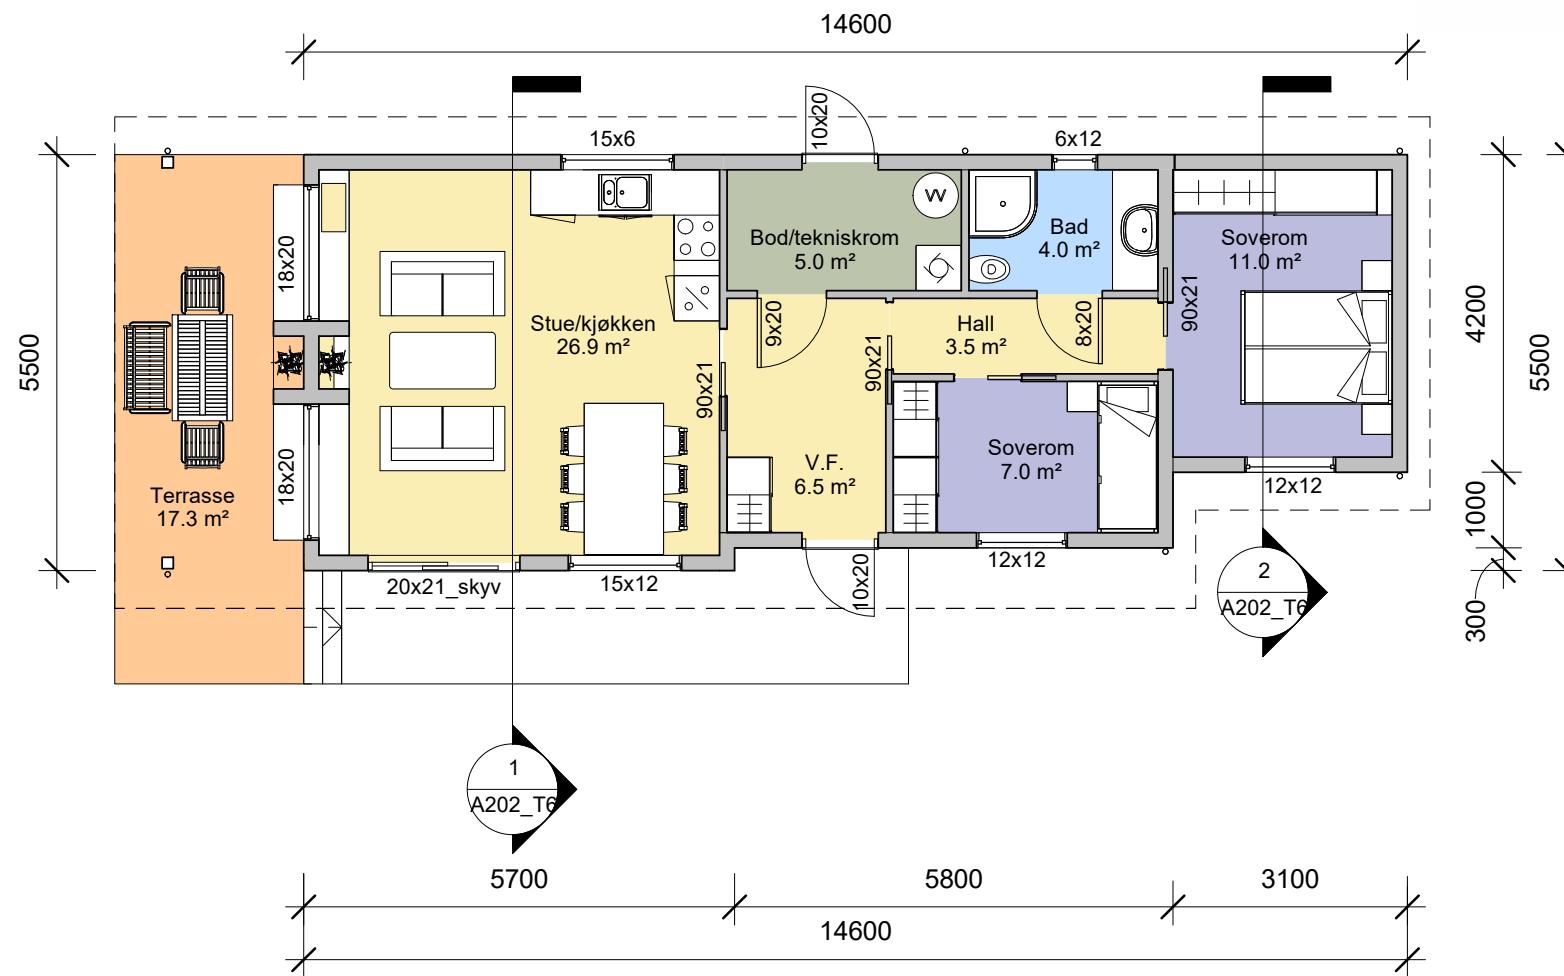 14600
15x6
10x20
6x12
18x20
Bod/tekniskrom
5.0 m²
W
Bad
4.0 m²
Soverom
11.0 m²
5500
Stue/kjøkken
26.9 m²
9x20
Hall
3.5 m²
8x20
90x21
4200
5500
90x21
90x21
18x20
Terrasse
17.3 m²
V.F.
6.5 m²
Soverom
7.0 m²
12x12
1000
20x21_skyv
15x12
10x20
12x12
2
A202_T6
300
1
A202_T6
5700
5800
3100
14600